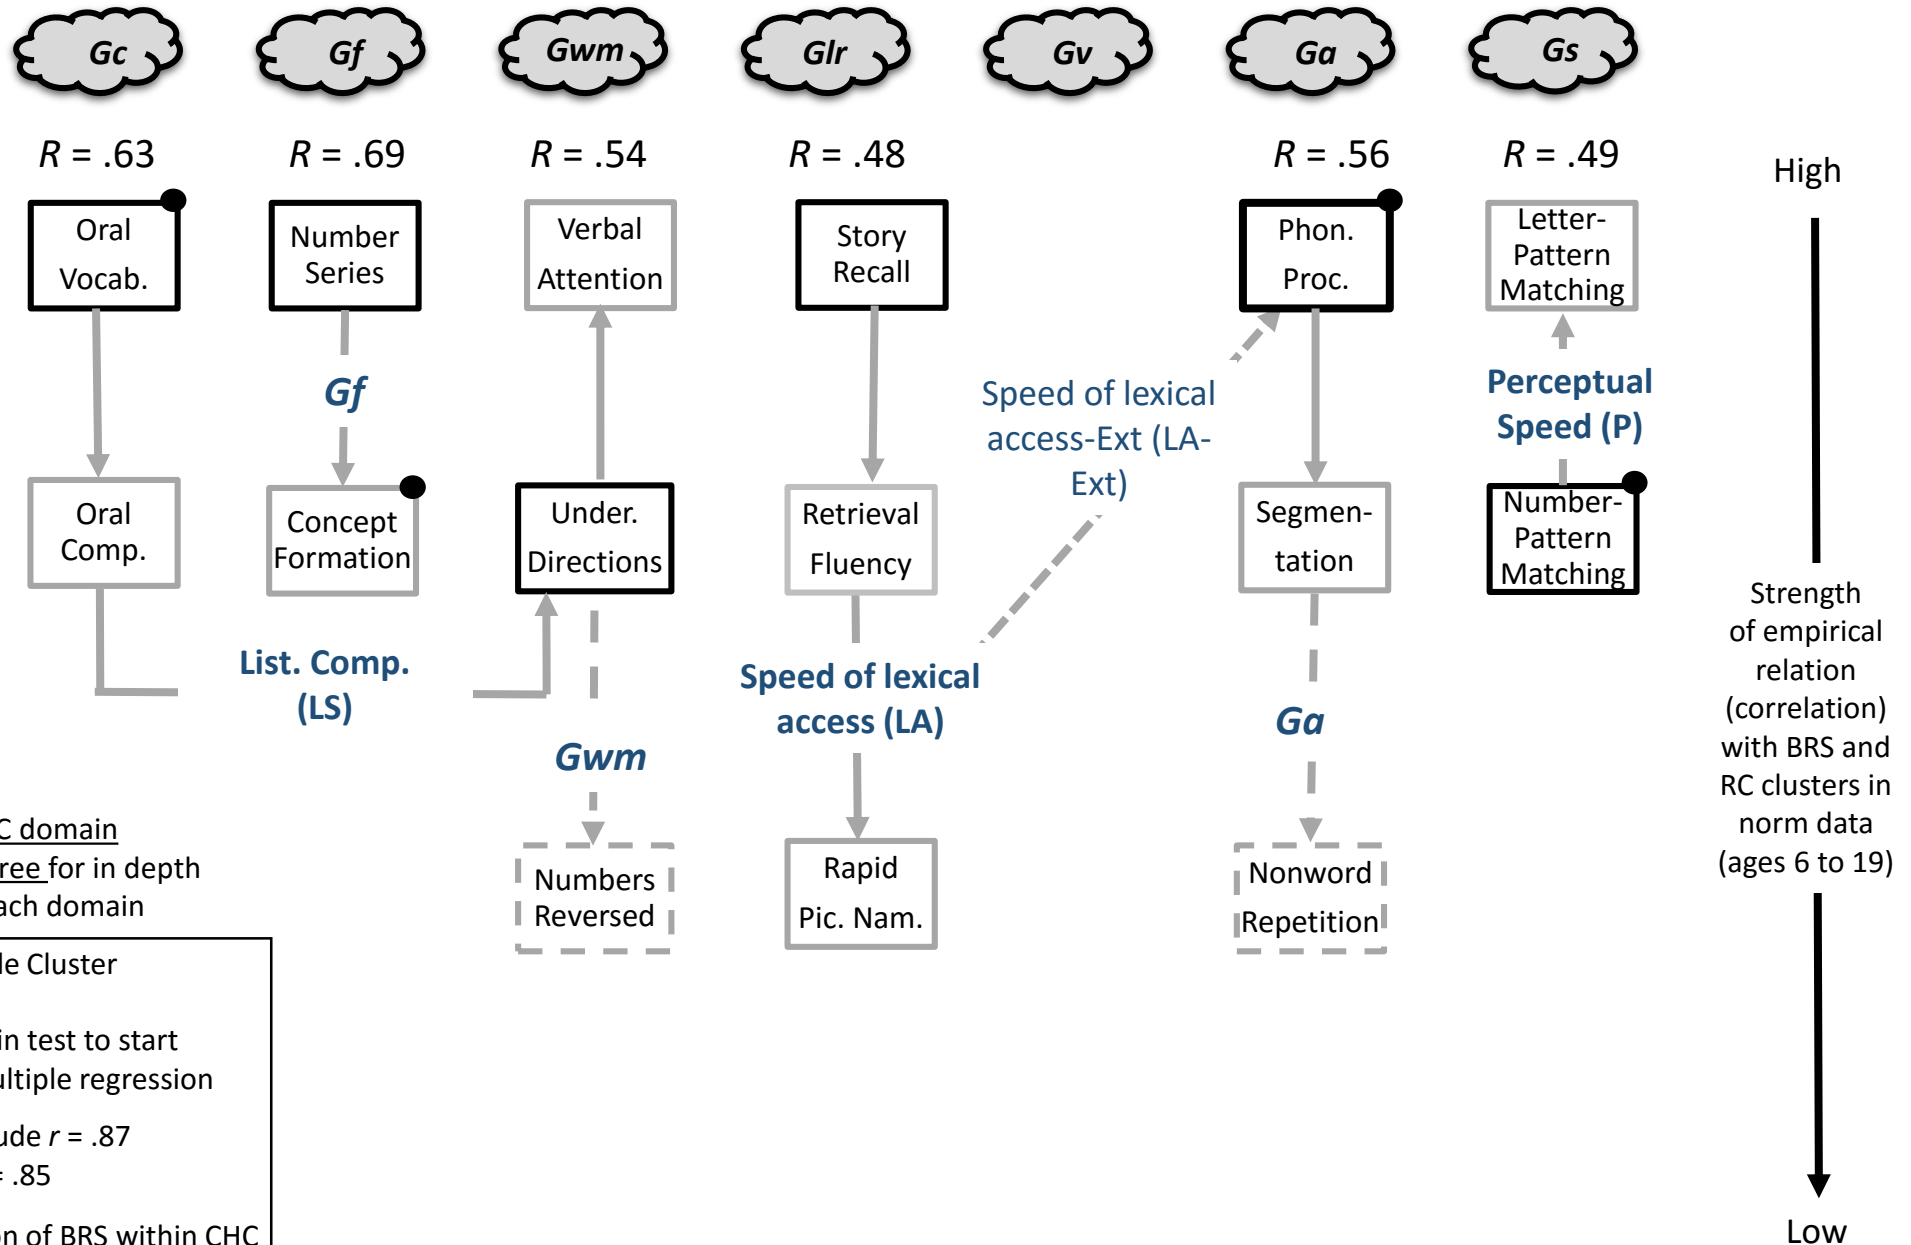 Gc
Gf
Gwm
Glr
Gv
Ga
Gs
R = .63
R = .69
R = .54
R = .48
R = .56
R = .49
High
Oral
Vocab.
Number
Series
Verbal
Attention
Story
Recall
Phon.
Proc.
Letter-
Pattern
Matching
Gf
Speed of lexical
access-Ext (LA-
Ext)
Perceptual
Speed (P)
Oral
Comp.
Concept
Formation
Under.
Directions
Retrieval
Fluency
Segmen-
tation
Number-
Pattern
Matching
List. Comp.
(LS)
Speed of lexical
access (LA)
Gwm
Ga
Strength
of empirical
relation
(correlation)
with BRS and
RC clusters in
norm data
(ages 6 to 19)
Numbers
Reversed
Rapid
Pic. Nam.
Nonword
Repetition
C domain
ree for in depth
ach domain
le Cluster
in test to start
ultiple regression
ude r = .87
= .85
on of BRS within CHC
Low